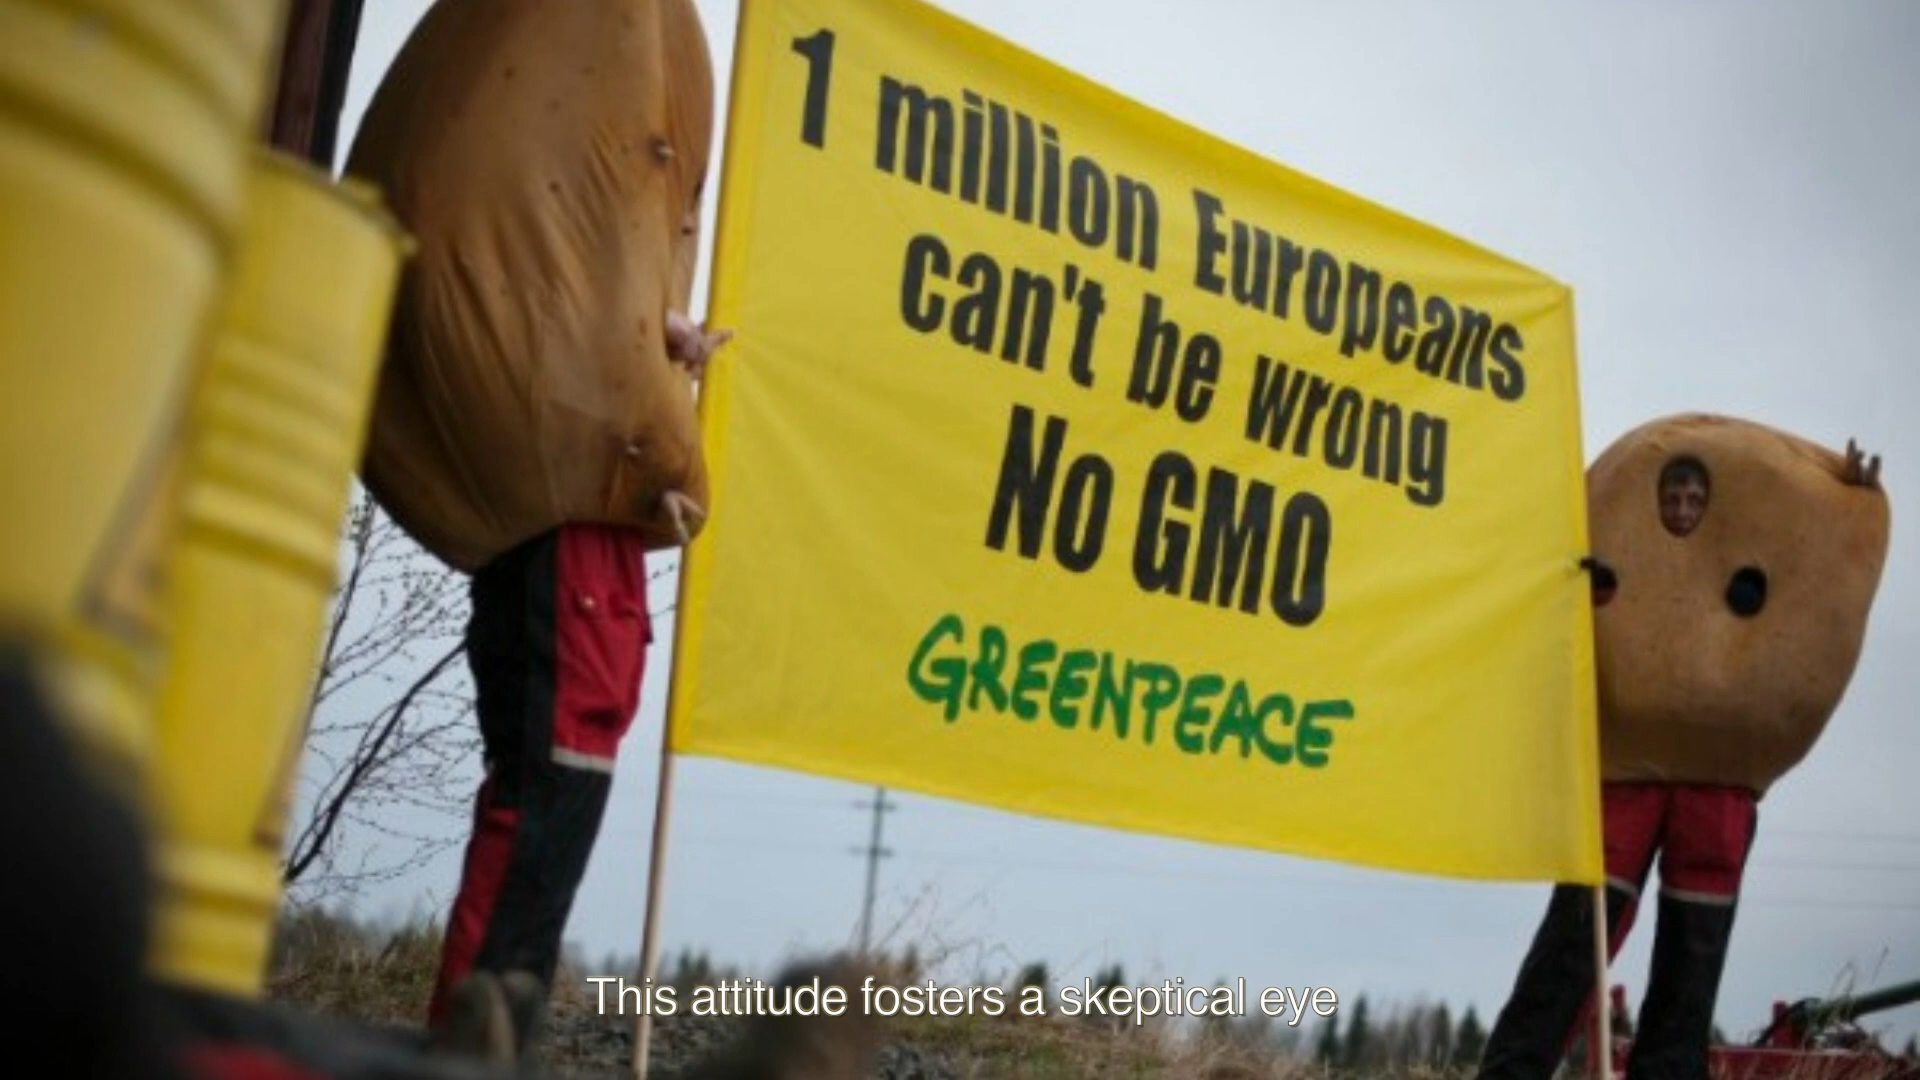 1 million Europeans
can't be wrong
No GMO
GREENPEACE
This attitude fosters a skeptical eye